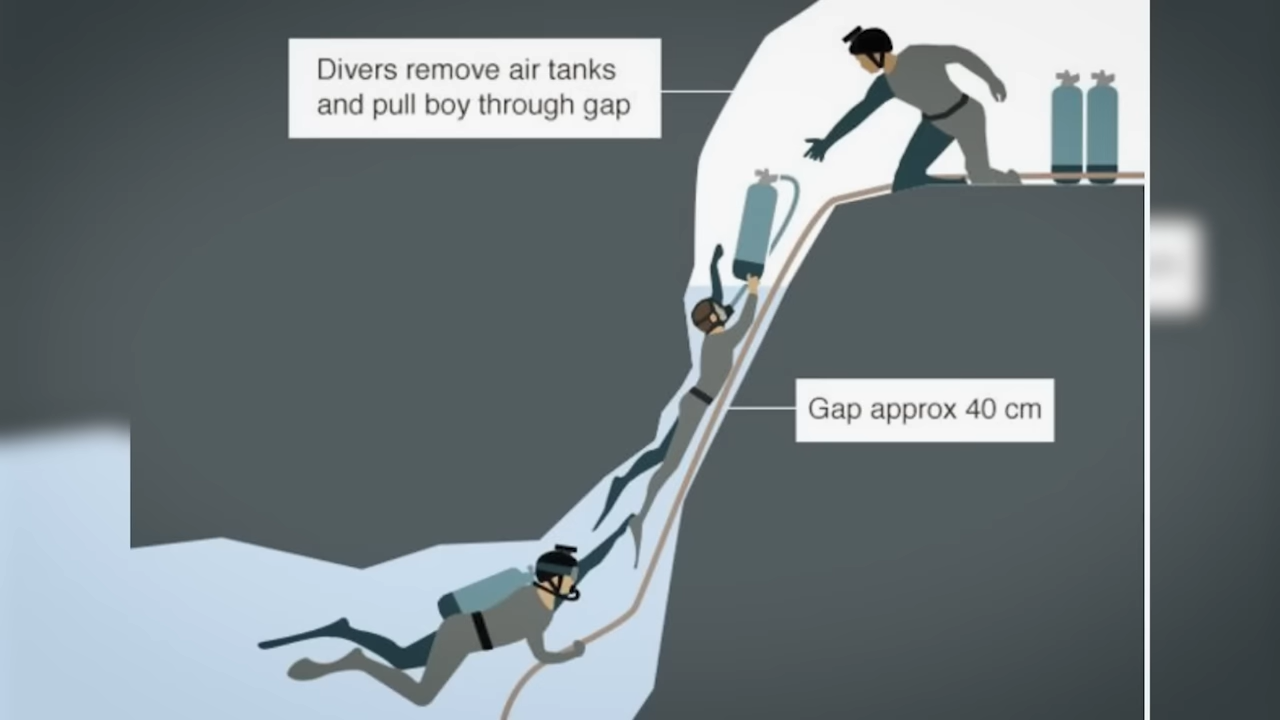 Divers remove air tanks
and pull boy through gap
Gap approx 40 cm